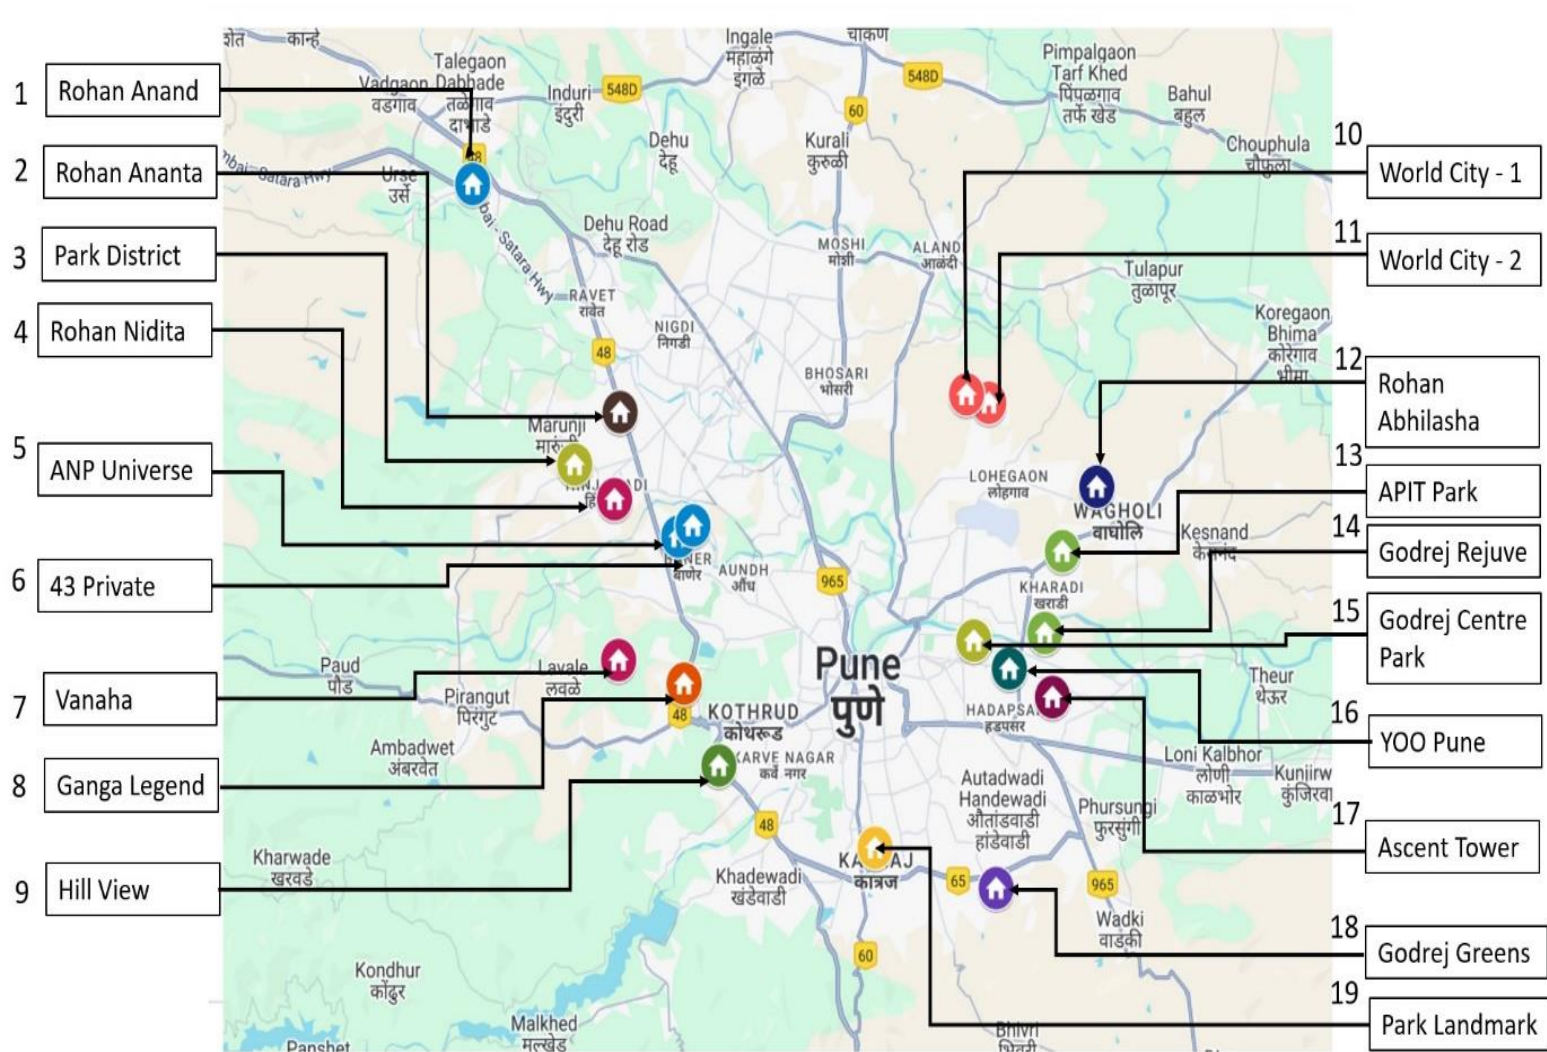 1
Rohan Anand
2
Rohan Ananta
3
Park District
4
Rohan Nidita
5
ANP Universe
6
43 Private
7
Vanaha
8
Ganga Legend
9
Hill View
10
World City - 1
11
World City - 2
12
Rohan
Abhilasha
13
APIT Park
14
Godrej Rejuve
15
Godrej Centre
Park
16
YOO Pune
17
Ascent Tower
18
Godrej Greens
19
Park Landmark
कान्हे
Talegaon
Dabhade
तळेगाव
दाभाडे
Vadgaon
वडगाव
Induri
इंदुरी
548D
Ingale
महाळंगे
इंगळे
चाकण
548D
60
Pimpalgaon
Tarf Khed
पिंपळगाव
तर्फे खेड
Bahul
बहुल
Chouphula
चौफुला
Dehu
देहू
Kurali
कुरुळी
Satara Hwy
Urse
उर्से
Satara Hwy
Dehu Road
देहू रोड
MOSHI
मोशी
ALAND
आळंदी
Tulapur
तुळापूर
RAVET
रावेत
NIGDI
निगडी
Koregaon
Bhima
कोरेगाव
भीमा
48
BHOSARI
भोसरी
Marunji
LOHEGAON
लोहगाव
WAGHOLI
वाघोलि
Kesnand
बाणेर
AUNDH
औंध
965
KHARADI
खराडी
Pune
पुणे
Paud
पौड
Lavale
लवळे
Pirangut
पिरंगुट
48
KOTHRUD
कोथरूड
HADAPSA
हडपसर
Theur
थेऊर
Ambadwet
अंबरवेत
KARVE NAGAR
कर्वे नगर
Autadwadi
Handewadi
औतांडवाडी
हांडेवाडी
Loni Kalbhor
लोणी
काळभोर
Phursungi
फुरसुंगी
48
Kharwade
खरवडे
Khadewadi
खंडेवाडी
कात्रज
65
965
Wadki
वाडकी
60
Kondhur
कोंढुर
Malkhed
मल्खेड
Panshet
Bhivri